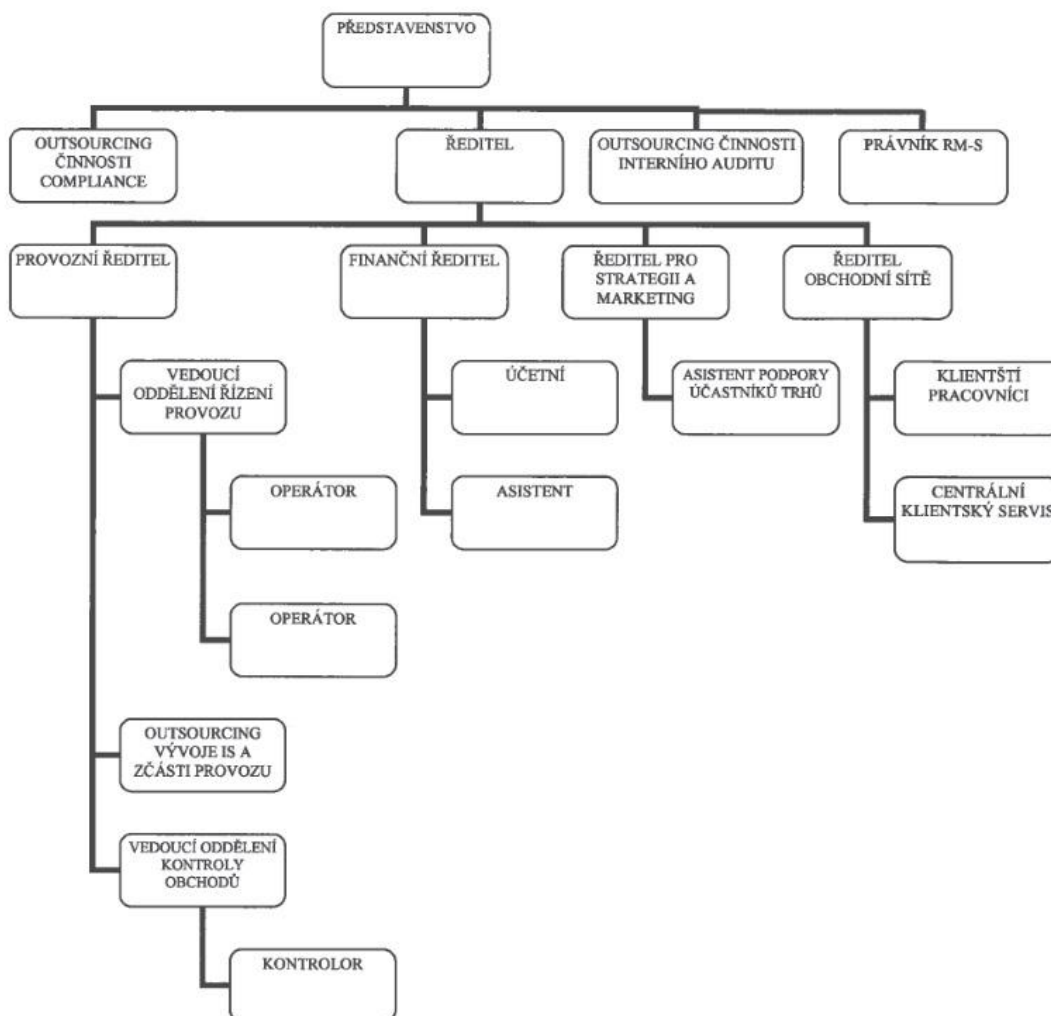 PŘEDSTAVENSTVO
OUTSOURCING
ČINNOSTI
COMPLIANCE
ŘEDITEL
OUTSOURCING ČINNOSTI
INTERNÍHO AUDITU
PRÁVNÍK RM-S
PROVOZNÍ ŘEDITEL
FINANČNÍ ŘEDITEL
ŘEDITEL PRO
STRATEGII A
MARKETING
ŘEDITEL
OBCHODNÍ SÍTĚ
VEDOUCÍ
ODDĚLENÍ ŘÍZENÍ
PROVOZU
ÚČETNÍ
ASISTENT PODPORY
ÚČASTNÍKŮ TRHŮ
KLIENTŠTÍ
PRACOVNÍCI
OPERÁTOR
ASISTENT
CENTRÁLNÍ
KLIENTSKÝ SERVIS
OPERÁTOR
OUTSOURCING
VÝVOJE IS A
ZČÁSTI PROVOZU
VEDOUCÍ ODDĚLENÍ
KONTROLY
OBCHODŮ
KONTROLOR